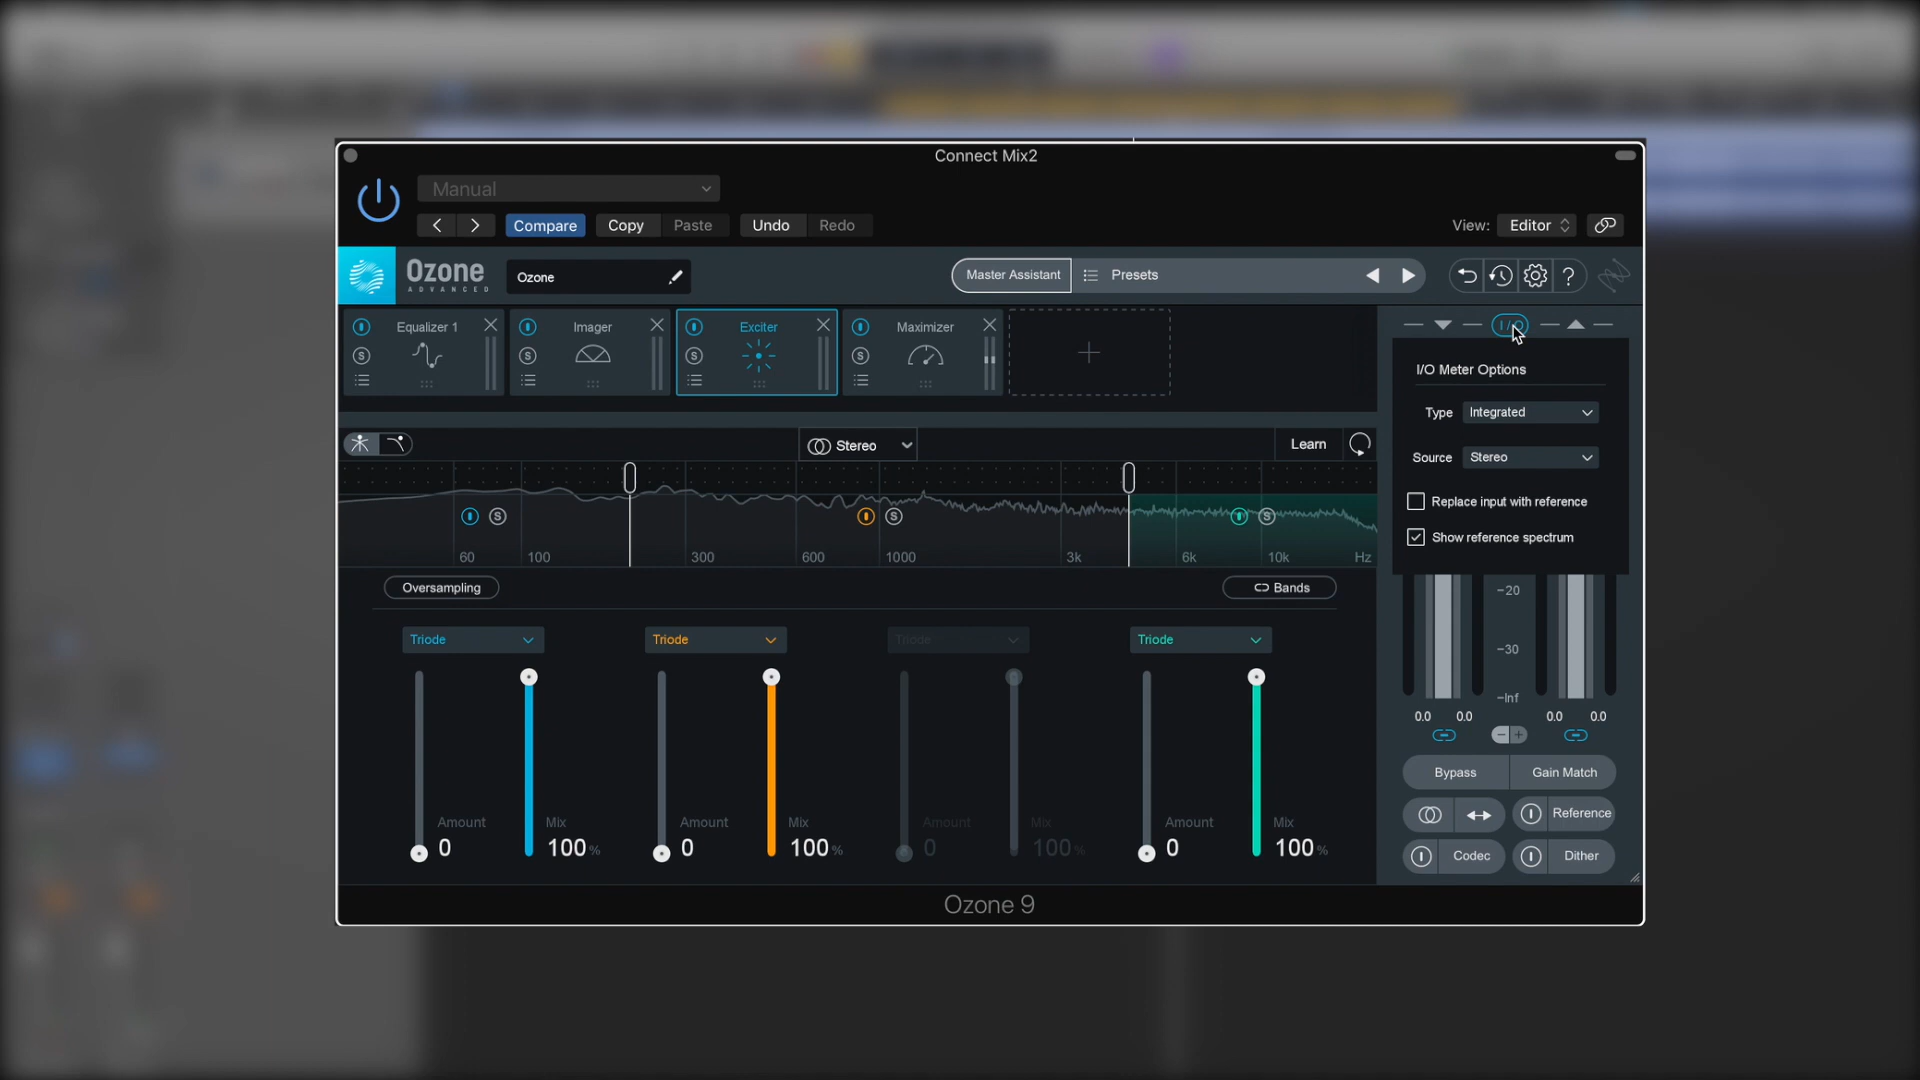 Connect Mix2
Manual
Compare Copy Paste Undo Redo
View: Editor
Ozone
ADVANCED
Ozone
Master Assistant
Presets
?
Equalizer 1
S
Imager
S
Exciter
S
Maximizer
S
I/O
I/O Meter Options
Type Integrated
Source Stereo
Replace input with reference
Show reference spectrum
Stereo
Learn
S
S
S
60 100 300 600 1000 3k 6k 10k Hz
Oversampling
Bands
Triode Triode Triode Triode
Amount Mix Amount Mix Amount Mix Amount Mix
0 100% 0 100% 0 100% 0 100%
-20
-30
-Inf
0.0 0.0 0.0 0.0
Bypass Gain Match
Reference
Codec Dither
Ozone 9